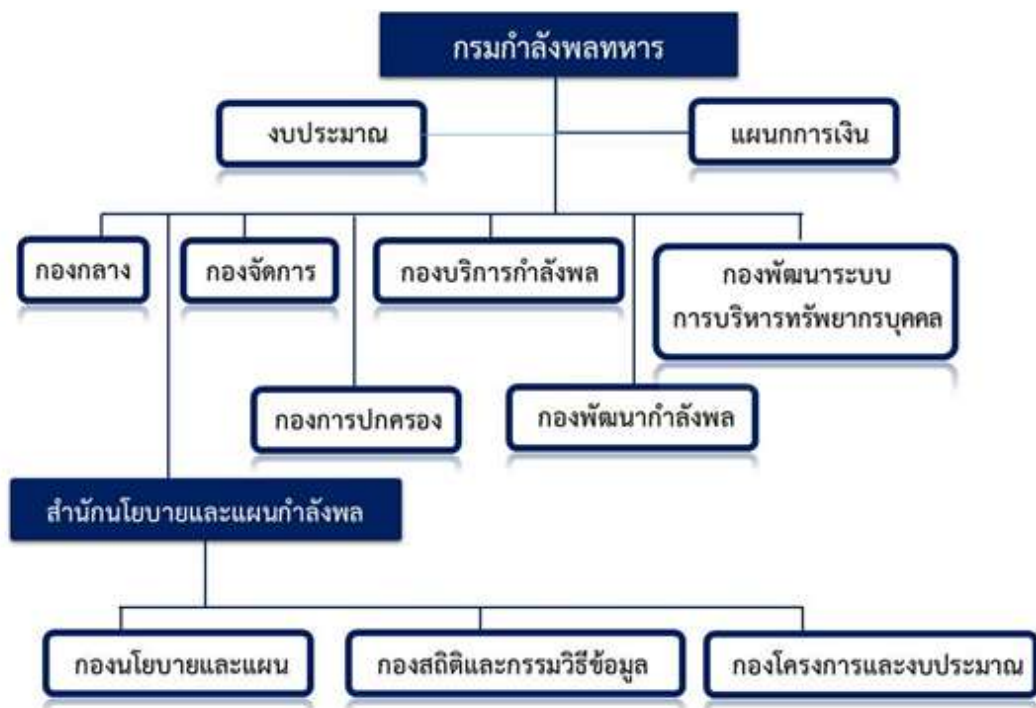 กรมกำลังพลทหาร
งบประมาณ
แผนกการเงิน
กองกลาง
กองจัดการ
กองบริการกำลังพล
กองพัฒนาระบบ
การบริหารทรัพยากรบุคคล
กองการปกครอง
กองพัฒนากำลังพล
สำนักนโยบายและแผนกำลังพล
กองนโยบายและแผน
กองสถิติและกรรมวิธีข้อมูล
กองโครงการและงบประมาณ